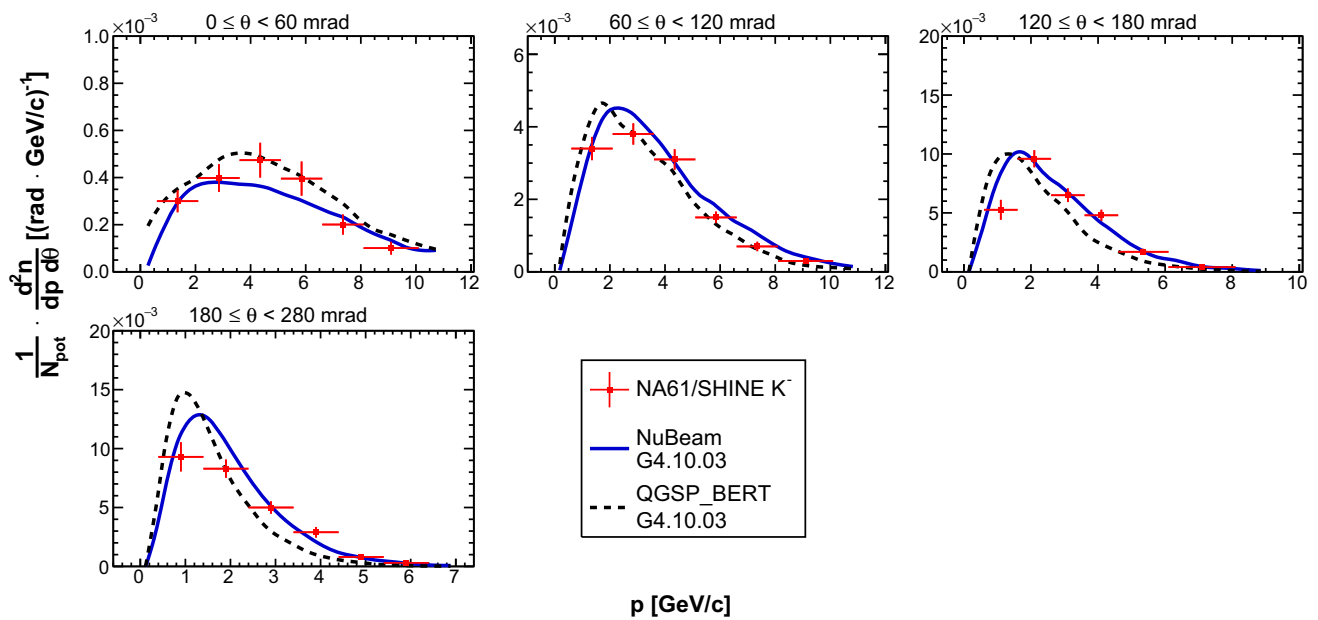 ×10⁻³ 0 ≤ θ < 60 mrad
1.0
0.8
0.6
0.4
0.2
0.0
0 2 4 6 8 10 12
×10⁻³ 60 ≤ θ < 120 mrad
6
4
2
0
0 2 4 6 8 10 12
×10⁻³ 120 ≤ θ < 180 mrad
20
15
10
5
0
0 2 4 6 8 10
1/N_pot · d²n/dp dθ [(rad · GeV/c)⁻¹]
×10⁻³ 180 ≤ θ < 280 mrad
20
15
10
5
0
0 1 2 3 4 5 6 7
NA61/SHINE K⁻
NuBeam
G4.10.03
QGSP_BERT
G4.10.03
p [GeV/c]